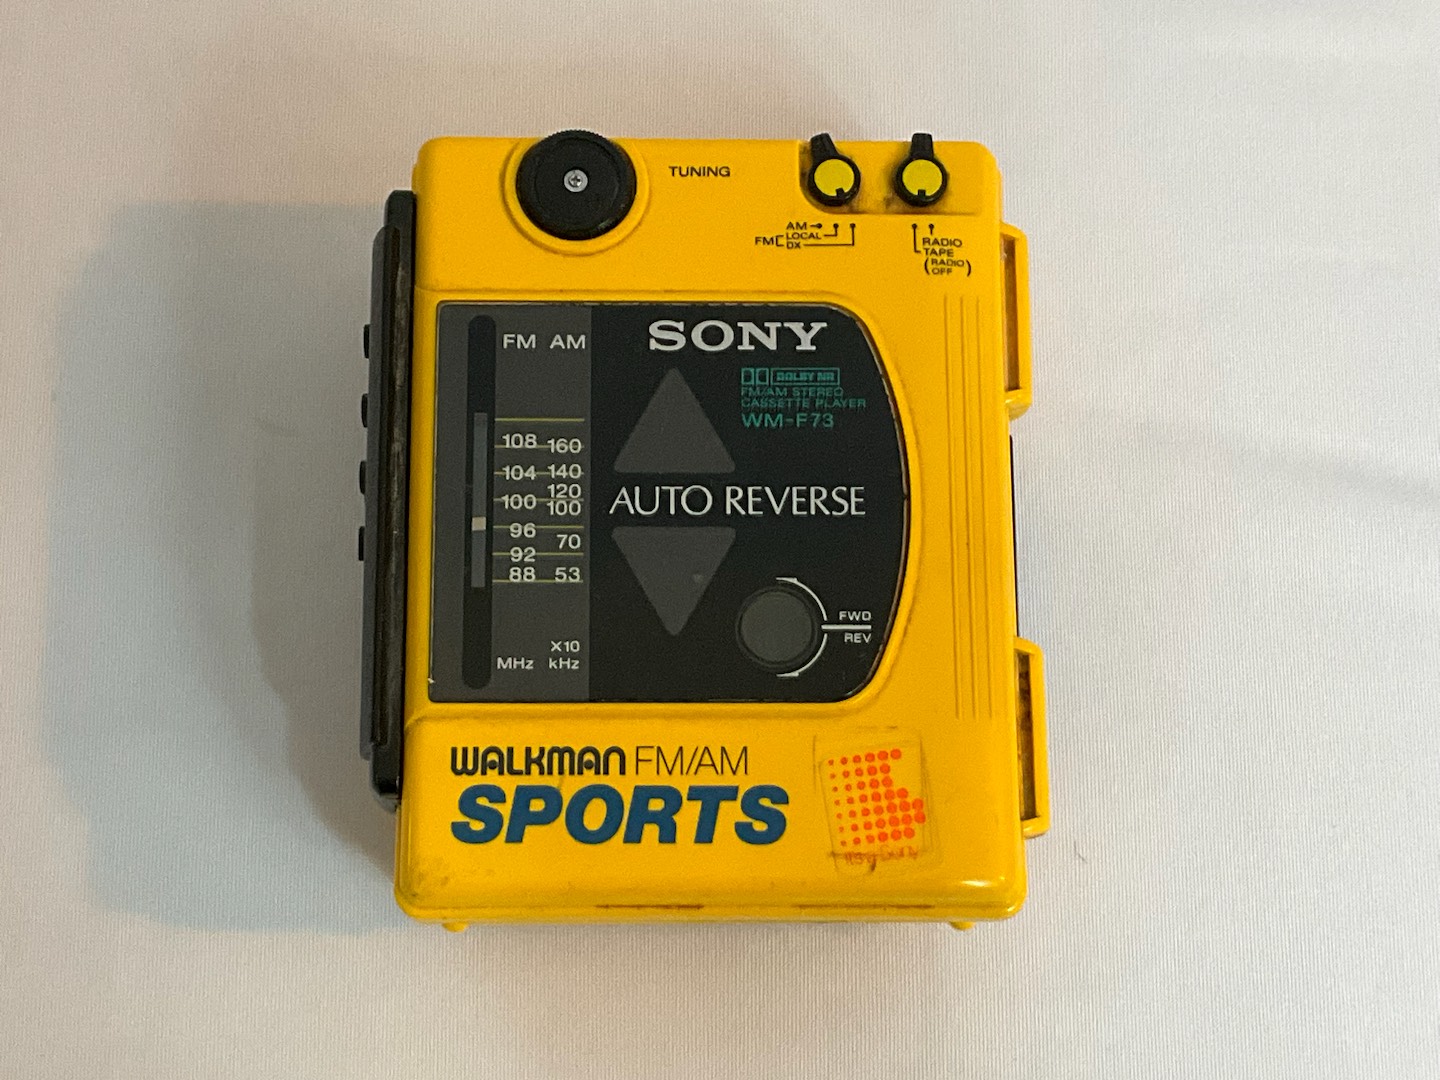 TUNING
AM
FM LOCAL
DX
RADIO
TAPE
(RADIO OFF)
SONY
DOLBY NR
FM/AM STEREO
CASSETTE PLAYER
WM-F73
FM AM
108 160
104 140
120
100 100
96
70
92
88 53
X10
MHz kHz
AUTO REVERSE
FWD
REV
WALKMAN FM/AM
SPORTS